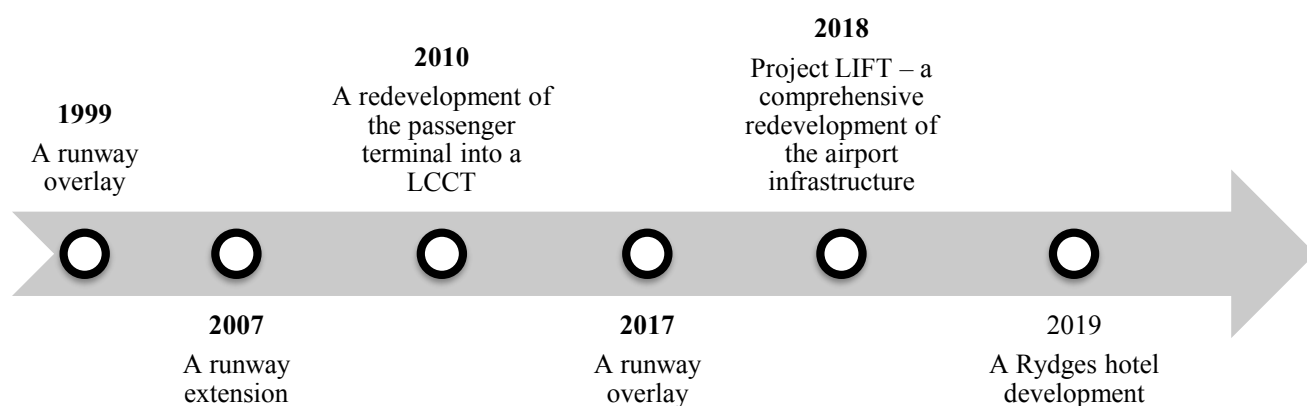 1999
A runway
overlay
2007
A runway
extension
2010
A redevelopment of
the passenger
terminal into a
LCCT
2017
A runway
overlay
2018
Project LIFT – a
comprehensive
redevelopment of
the airport
infrastructure
2019
A Rydges hotel
development